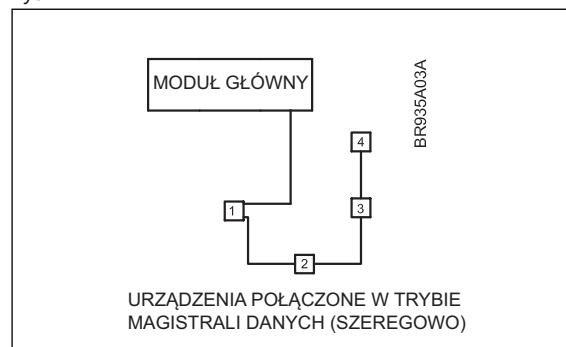 MODUŁ GŁÓWNY
BR935A03A
4
1
3
2
URZĄDZENIA POŁĄCZONE W TRYBIE
MAGISTRALI DANYCH (SZEREGOWO)